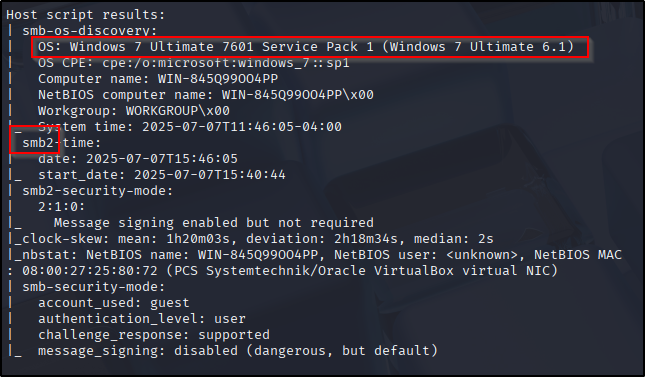 Host script results:
| smb-os-discovery:
|   OS: Windows 7 Ultimate 7601 Service Pack 1 (Windows 7 Ultimate 6.1)
|   OS CPE: cpe:/o:microsoft:windows_7::sp1
|   Computer name: WIN-845Q99OO4PP
|   NetBIOS computer name: WIN-845Q99OO4PP\x00
|   Workgroup: WORKGROUP\x00
|_  System time: 2025-07-07T11:46:05-04:00
| smb2-time:
|   date: 2025-07-07T15:46:05
|_  start_date: 2025-07-07T15:40:44
| smb2-security-mode:
|   2:1:0:
|_    Message signing enabled but not required
|_clock-skew: mean: 1h20m03s, deviation: 2h18m34s, median: 2s
|_nbstat: NetBIOS name: WIN-845Q99OO4PP, NetBIOS user: <unknown>, NetBIOS MAC
: 08:00:27:25:80:72 (PCS Systemtechnik/Oracle VirtualBox virtual NIC)
| smb-security-mode:
|   account_used: guest
|   authentication_level: user
|   challenge_response: supported
|_  message_signing: disabled (dangerous, but default)